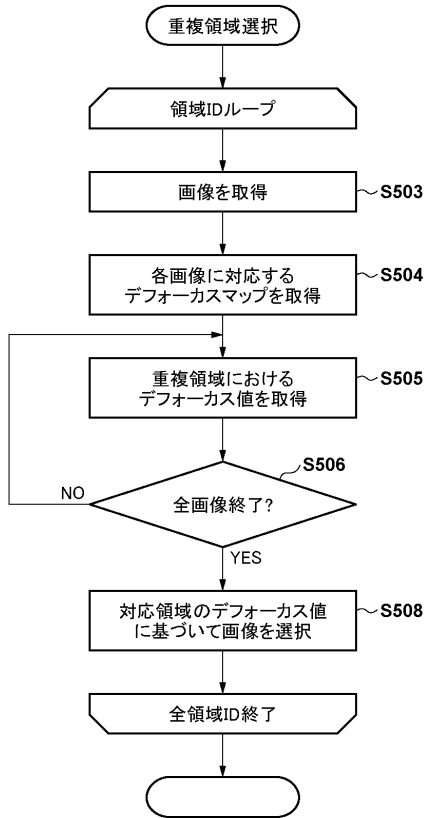 重複領域選択
領域IDループ
画像を取得
S503
各画像に対応する
デフォーカスマップを取得
S504
重複領域における
デフォーカス値を取得
S505
S506
全画像終了?
NO
YES
対応領域のデフォーカス値
に基づいて画像を選択
S508
全領域ID終了